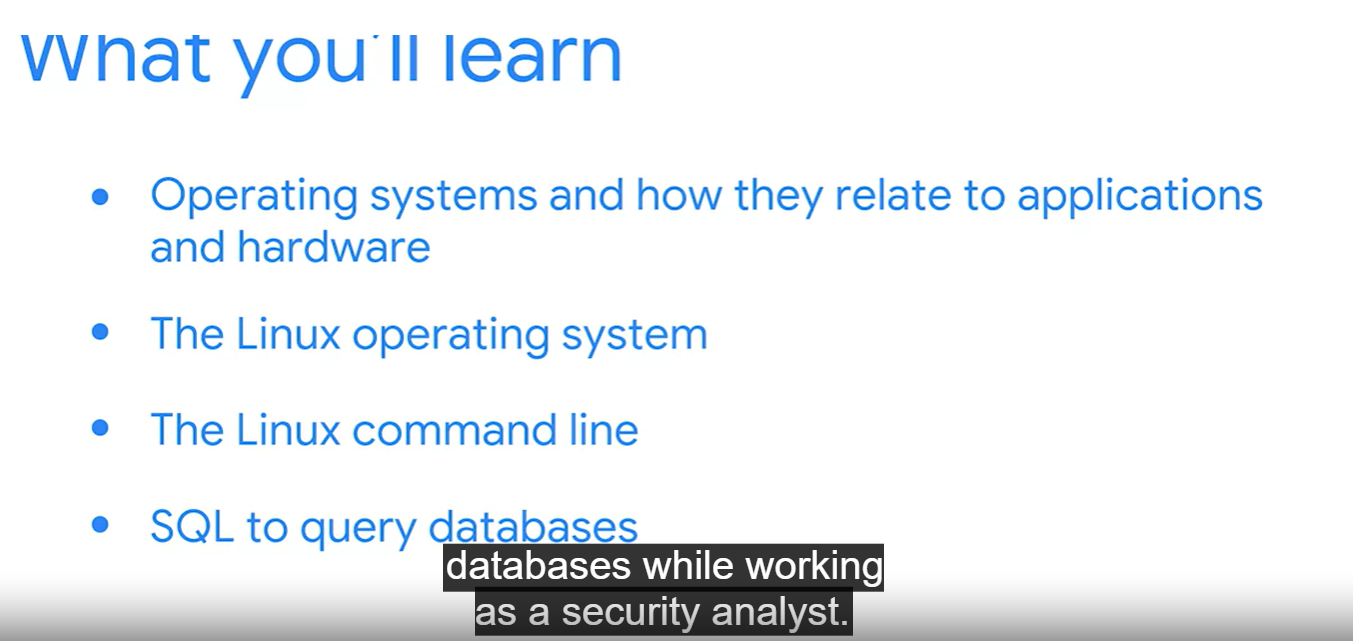 What you'll learn
• Operating systems and how they relate to applications
and hardware
• The Linux operating system
• The Linux command line
• SQL to query databases
databases while working
as a security analyst.